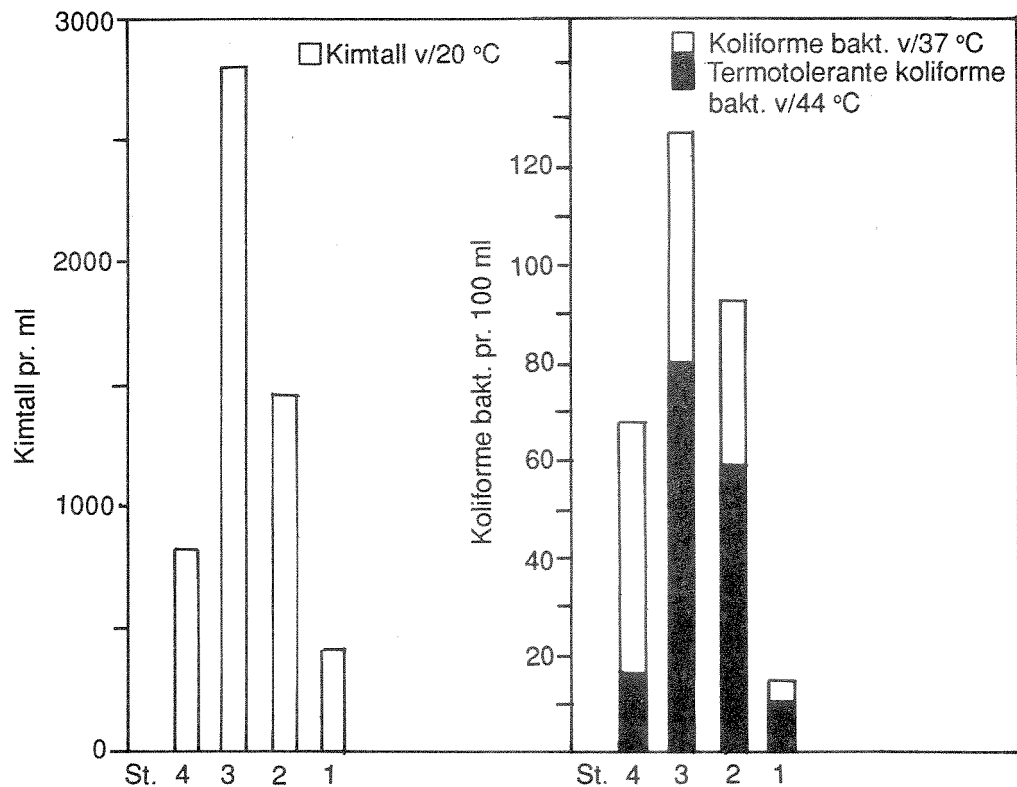 3000
2000
1000
0
Kimtall pr. ml
Kimtall v/20 °C
St. 4 3 2 1
Koliforme bakt. v/37 °C
Termotolerante koliforme
bakt. v/44 °C
120
100
80
60
40
20
Koliforme bakt. pr. 100 ml
St. 4 3 2 1